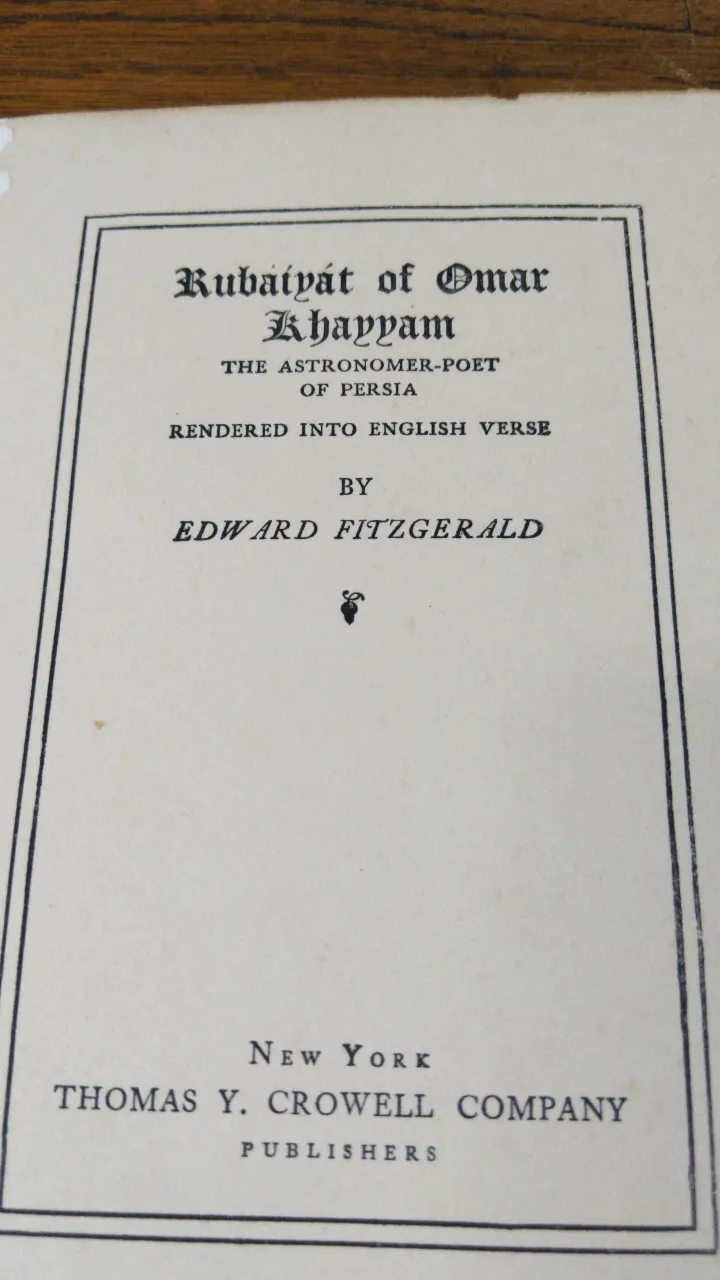 Rubáiyát of Omar
Khayyam
THE ASTRONOMER-POET
OF PERSIA
RENDERED INTO ENGLISH VERSE
BY
EDWARD FITZGERALD
NEW YORK
THOMAS Y. CROWELL COMPANY
PUBLISHERS